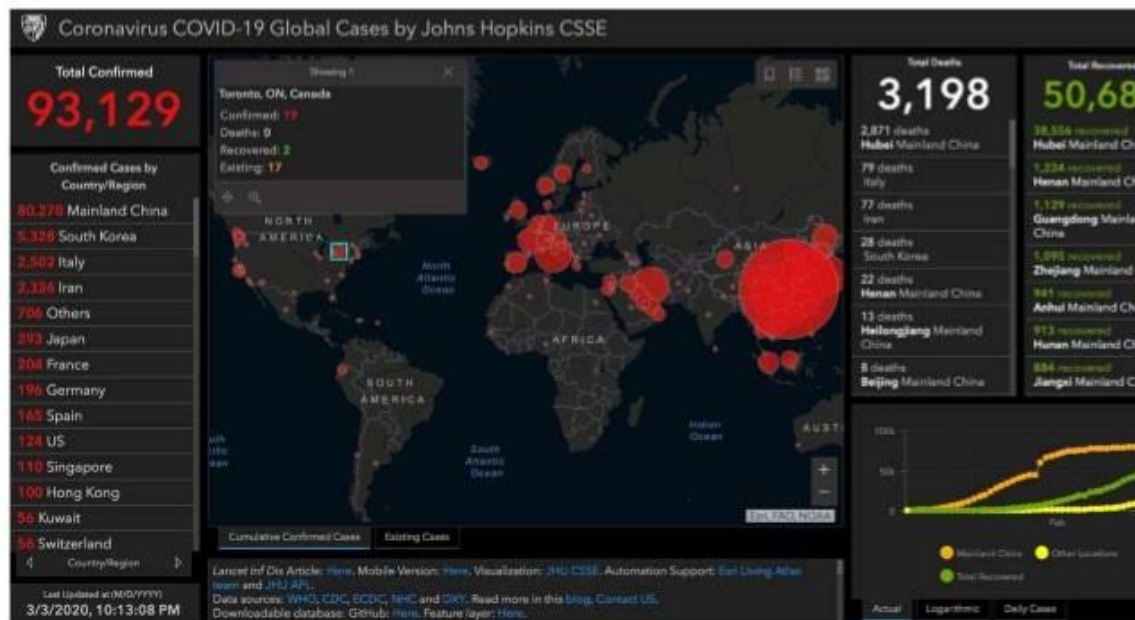 Coronavirus COVID-19 Global Cases by Johns Hopkins CSSE
Total Confirmed
93,129
Confirmed Cases by
Country/Region
80,270 Mainland China
5,328 South Korea
2,502 Italy
2,336 Iran
706 Others
293 Japan
204 France
196 Germany
165 Spain
124 US
110 Singapore
100 Hong Kong
56 Kuwait
56 Switzerland
Country/Region
Last Updated at (M/D/YYYY)
3/3/2020, 10:13:08 PM
Showing 1
Toronto, ON, Canada
Confirmed: 19
Deaths: 0
Recovered: 2
Existing: 17
NORTH
AMERICA
EUROPE
ASIA
North
Atlantic
Ocean
AFRICA
SOUTH
AMERICA
Indian
Ocean
South
Atlantic
Ocean
AUST
+
−
Esri, FAO, NOAA
Cumulative Confirmed Cases
Existing Cases
Lancet Inf Dis Article: Here. Mobile Version: Here. Visualization: JHU CSSE. Automation Support: Esri Living Atlas
team and JHU APL.
Data sources: WHO, CDC, ECDC, NHC and DXY. Read more in this blog. Contact US.
Downloadable database: GitHub: Here. Feature layer: Here.
Total Deaths
3,198
2,871 deaths
Hubei Mainland China
79 deaths
Italy
77 deaths
Iran
28 deaths
South Korea
22 deaths
Henan Mainland China
13 deaths
Heilongjiang Mainland
China
8 deaths
Beijing Mainland China
Total Recovered
50,68
38,556 recovered
Hubei Mainland China
1,234 recovered
Henan Mainland Ch
1,129 recovered
Guangdong Mainla
China
1,095 recovered
Zhejiang Mainland
941 recovered
Anhui Mainland Ch
913 recovered
Hunan Mainland Ch
884 recovered
Jiangxi Mainland C
100k
50k
0
Feb
Mainland China
Other Locations
Total Recovered
Actual
Logarithmic
Daily Cases